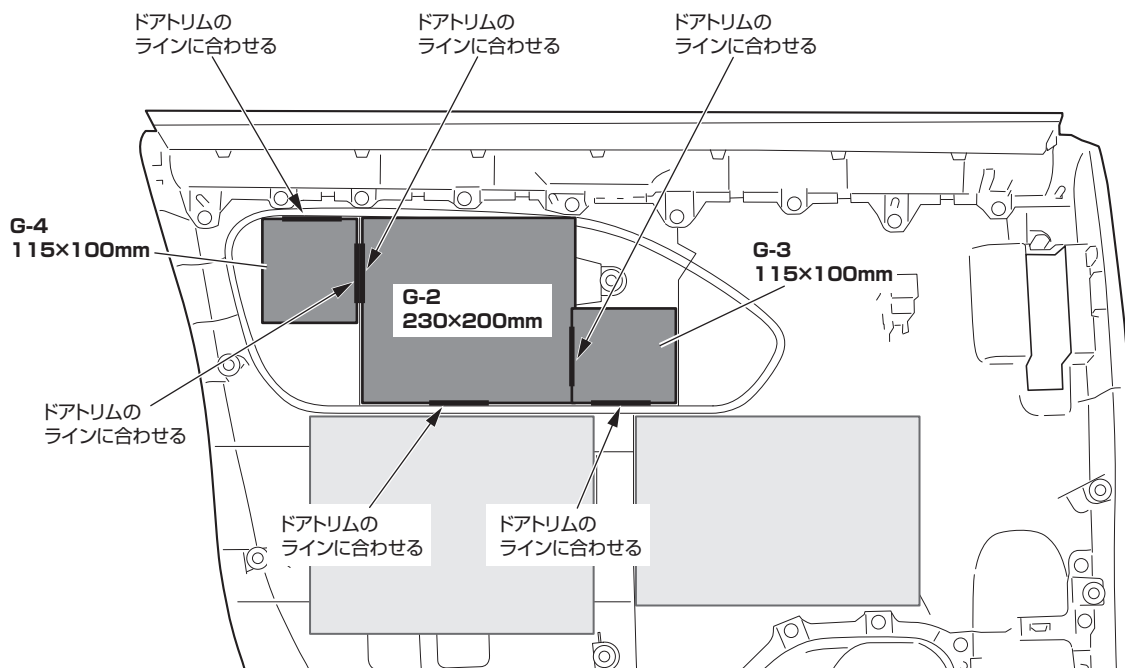 ドアトリムの
ラインに合わせる
ドアトリムの
ラインに合わせる
ドアトリムの
ラインに合わせる
G-4
115×100mm
G-2
230×200mm
G-3
115×100mm
ドアトリムの
ラインに合わせる
ドアトリムの
ラインに合わせる
ドアトリムの
ラインに合わせる